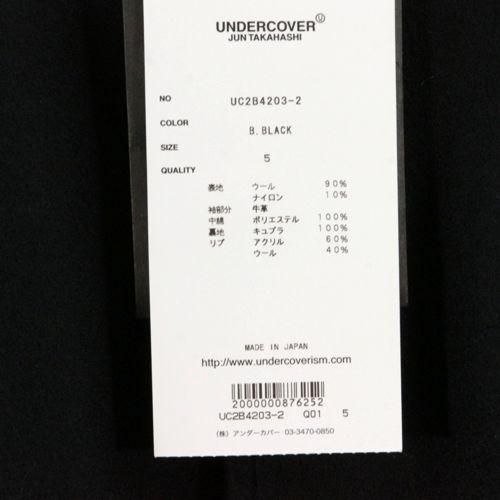 UNDERCOVER Ⓤ
JUN TAKAHASHI
NO UC2B4203-2
COLOR B.BLACK
SIZE 5
QUALITY
表地 ウール 90%
ナイロン 10%
袖部分 牛革
中綿 ポリエステル 100%
裏地 キュプラ 100%
リブ アクリル 60%
ウール 40%
MADE IN JAPAN
http://www.undercoverism.com
2000000876252
UC2B4203-2 Q01 5
(株) アンダーカバー 03-3470-0850